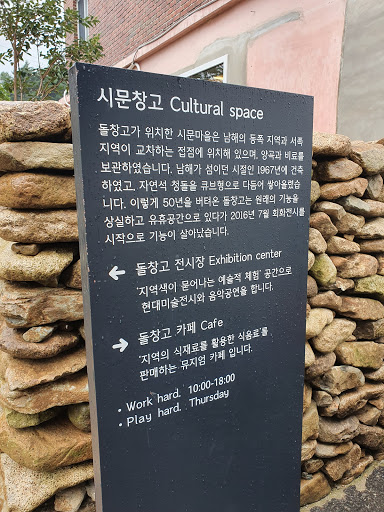 시문창고 Cultural space
돌창고가 위치한 시문마을은 남해의 동쪽 지역과 서쪽
지역이 교차하는 접점에 위치해 있으며, 양곡과 비료를
보관하였습니다. 남해가 섬이던 시절인 1967년에 건축
하였고, 자연석 청돌을 큐브형으로 다듬어 쌓아올렸습
니다. 이렇게 50년을 버텨온 돌창고는 원래의 기능을
상실하고 유휴공간으로 있다가 2016년 7월 회화전시를
시작으로 기능이 살아났습니다.
← 돌창고 전시장 Exhibition center
'지역색이 묻어나는 예술적 체험' 공간으로
현대미술전시와 음악공연을 합니다.
→ 돌창고 카페 Cafe
'지역의 식재료를 활용한 식음료'를
판매하는 뮤지엄 카페 입니다.
• Work hard. 10:00-18:00
• Play hard. Thursday